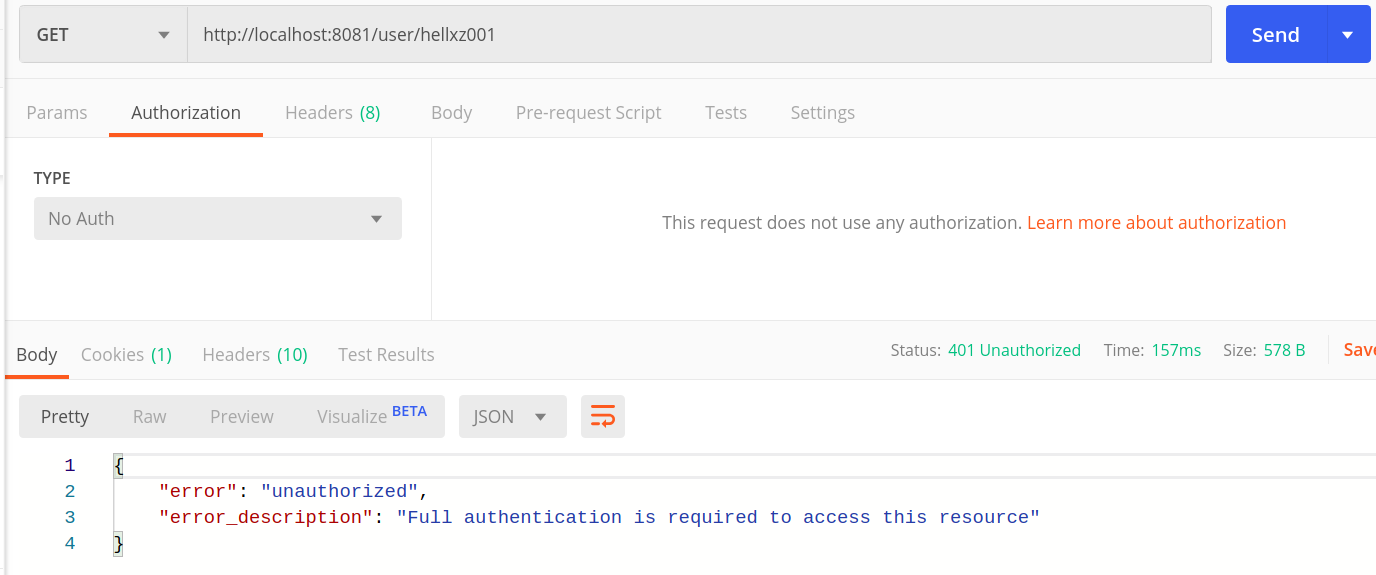 GET http://localhost:8081/user/hellxz001 Send
Params Authorization Headers (8) Body Pre-request Script Tests Settings
TYPE
No Auth
This request does not use any authorization. Learn more about authorization
Body Cookies (1) Headers (10) Test Results Status: 401 Unauthorized Time: 157ms Size: 578 B Save
Pretty Raw Preview Visualize BETA JSON
1 {
2 "error": "unauthorized",
3 "error_description": "Full authentication is required to access this resource"
4 }